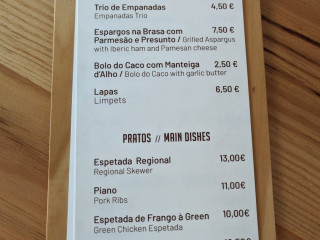 Trio de Empanadas 4,50 €
Empanadas Trio
Espargos na Brasa com 7,50 €
Parmesão e Presunto / Grilled Aspargus
with Iberic ham and Parmesan cheese
Bolo do Caco com Manteiga 2,50 €
d'Alho / Bolo do Caco with garlic butter
Lapas 6,50 €
Limpets
PRATOS // MAIN DISHES
Espetada Regional 13,00€
Regional Skewer
Piano 11,00€
Pork Ribs
Espetada de Frango à Green 10,00€
Green Chicken Espetada